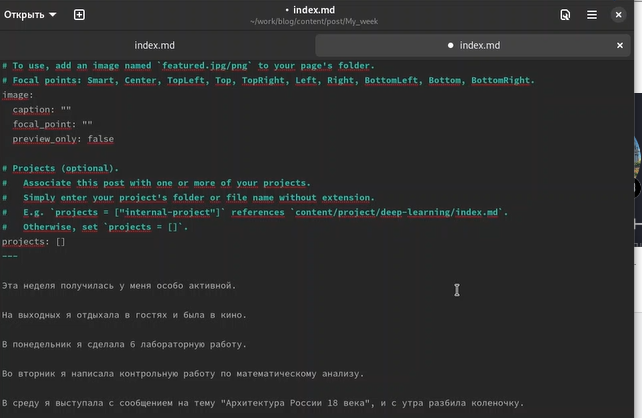 Открыть
• index.md
~/work/blog/content/post/My_week
index.md
● index.md
# To use, add an image named `featured.jpg/png` to your page's folder.
# Focal points: Smart, Center, TopLeft, Top, TopRight, Left, Right, BottomLeft, Bottom, BottomRight.
image:
  caption: ""
  focal_point: ""
  preview_only: false

# Projects (optional).
#   Associate this post with one or more of your projects.
#   Simply enter your project's folder or file name without extension.
#   E.g. `projects = ["internal-project"]` references `content/project/deep-learning/index.md`.
#   Otherwise, set `projects = []`.
projects: []
---

Эта неделя получилась у меня особо активной.

На выходных я отдыхала в гостях и была в кино.

В понедельник я сделала 6 лабораторную работу.

Во вторник я написала контрольную работу по математическому анализу.

В среду я выступала с сообщением на тему "Архитектура России 18 века", и с утра разбила коленочку.